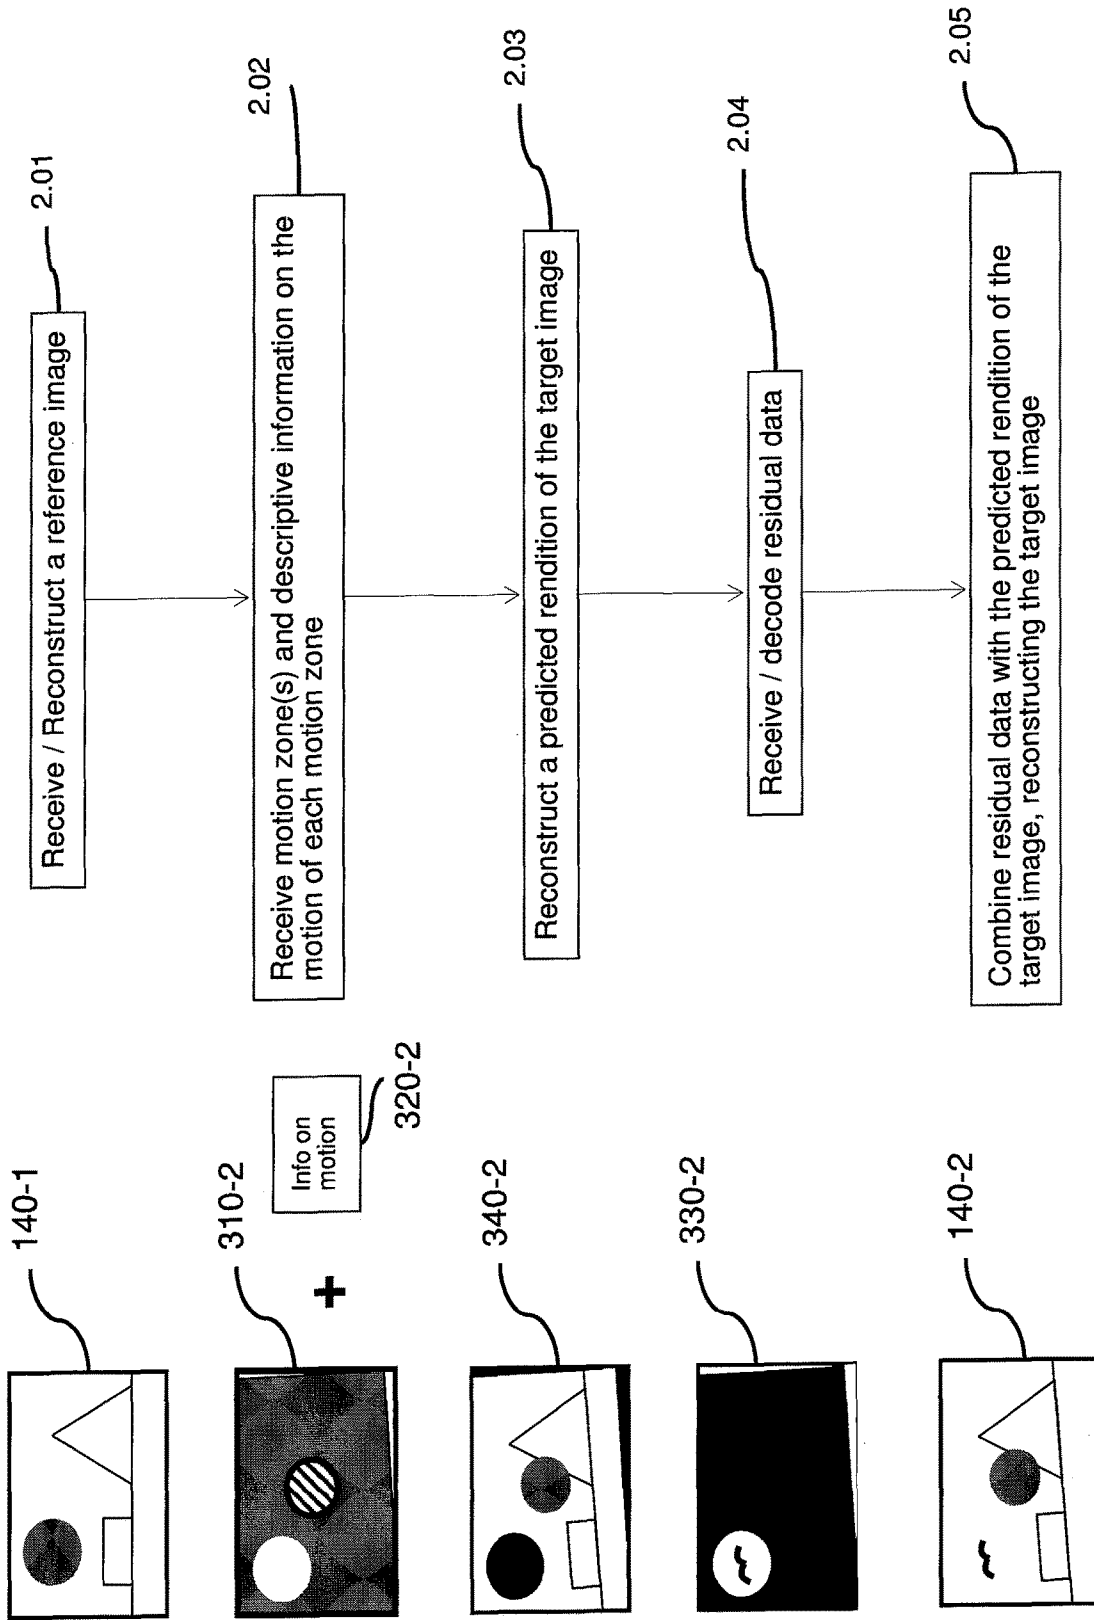 140-1
Receive / Reconstruct a reference image
2.01
310-2
Info on
motion
320-2
+
Receive motion zone(s) and descriptive information on the
motion of each motion zone
2.02
340-2
Reconstruct a predicted rendition of the target image
2.03
330-2
Receive / decode residual data
2.04
140-2
Combine residual data with the predicted rendition of the
target image, reconstructing the target image
2.05